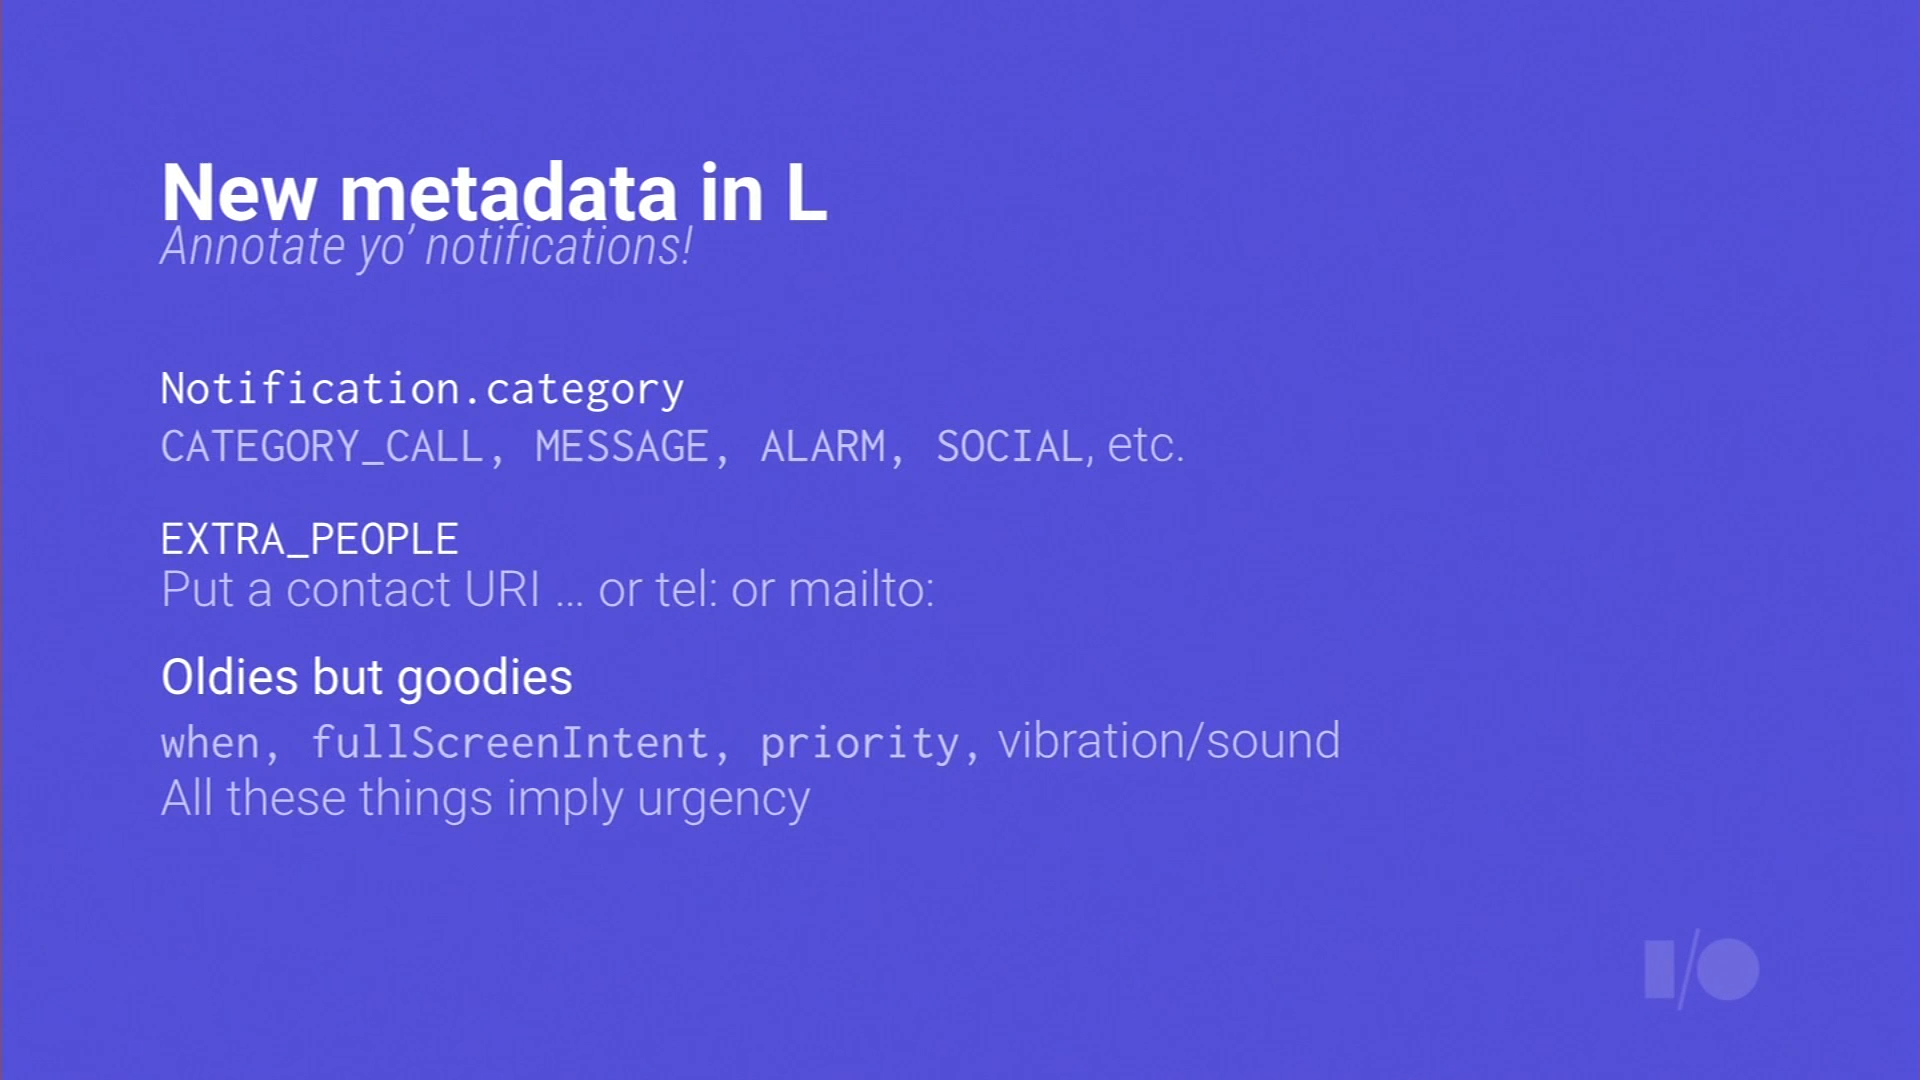 New metadata in L
Annotate yo’ notifications!
Notification.category
CATEGORY_CALL, MESSAGE, ALARM, SOCIAL, etc.
EXTRA_PEOPLE
Put a contact URI ... or tel: or mailto:
Oldies but goodies
when, fullScreenIntent, priority, vibration/sound
All these things imply urgency
I/O